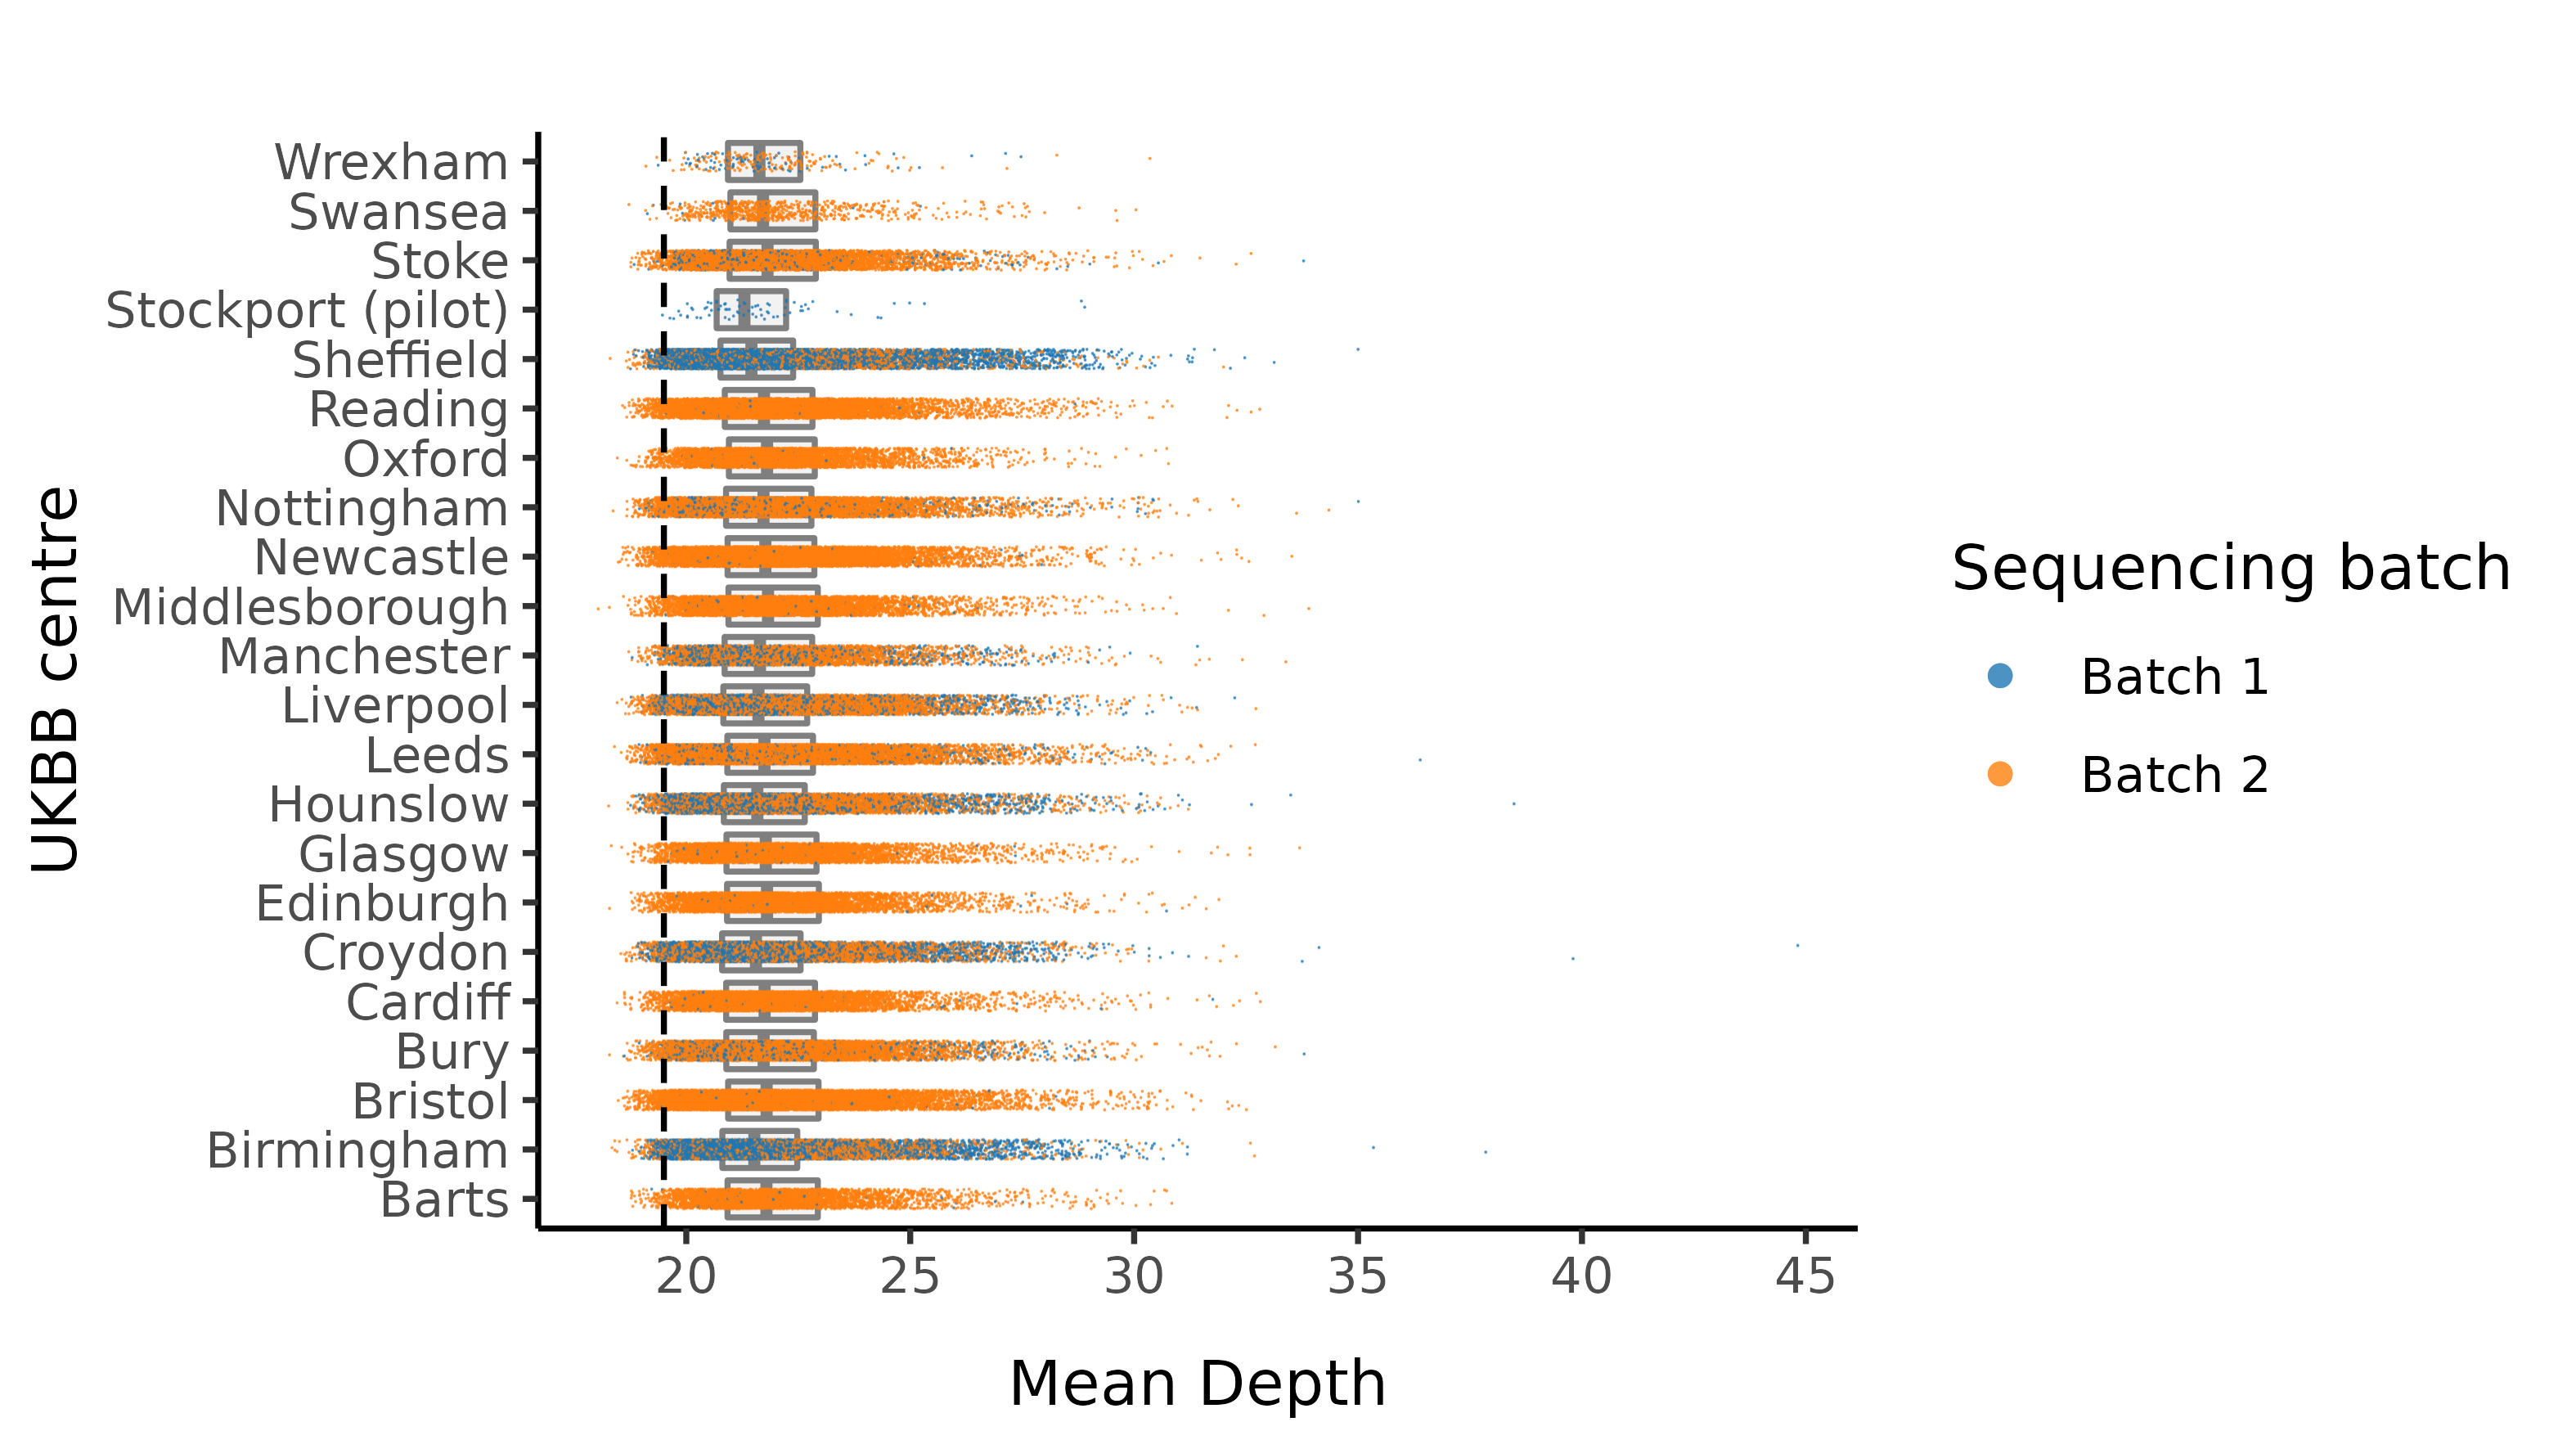 UKBB centre
Wrexham
Swansea
Stoke
Stockport (pilot)
Sheffield
Reading
Oxford
Nottingham
Newcastle
Middlesborough
Manchester
Liverpool
Leeds
Hounslow
Glasgow
Edinburgh
Croydon
Cardiff
Bury
Bristol
Birmingham
Barts
20 25 30 35 40 45
Mean Depth
Sequencing batch
Batch 1
Batch 2